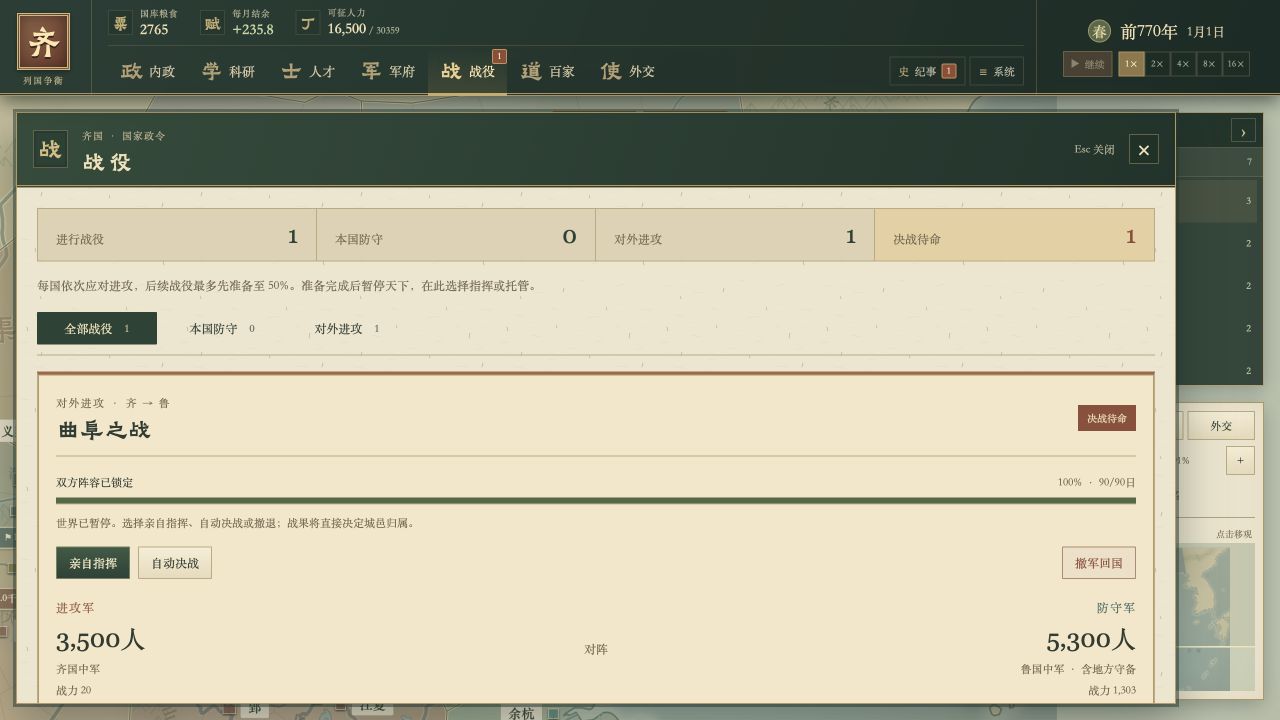 齐
列国争衡
粟 国库粮食 2765
赋 每月结余 +235.8
丁 可征人力 16,500 / 30359
政 内政
学 科研
士 人才
军 军府
战 战役 1
道 百家
使 外交
史 纪事 1
≡ 系统
春 前770年 1月1日
▶ 继续 1× 2× 4× 8× 16×
战
齐国 · 国家政令
战役
Esc 关闭 ×
进行战役 1
本国防守 0
对外进攻 1
决战待命 1
每国依次应对进攻，后续战役最多先准备至 50%。准备完成后暂停天下，在此选择指挥或托管。
全部战役 1
本国防守 0
对外进攻 1
对外进攻 · 齐 → 鲁
曲阜之战
决战待命
双方阵容已锁定
100% · 90/90日
世界已暂停。选择亲自指挥、自动决战或撤退；战果将直接决定城邑归属。
亲自指挥
自动决战
撤军回国
进攻军
3,500人
齐国中军
战力 20
对阵
防守军
5,300人
鲁国中军 · 含地方守备
战力 1,303
›
7
3
2
2
2
2
外交
+
点击移观
余杭